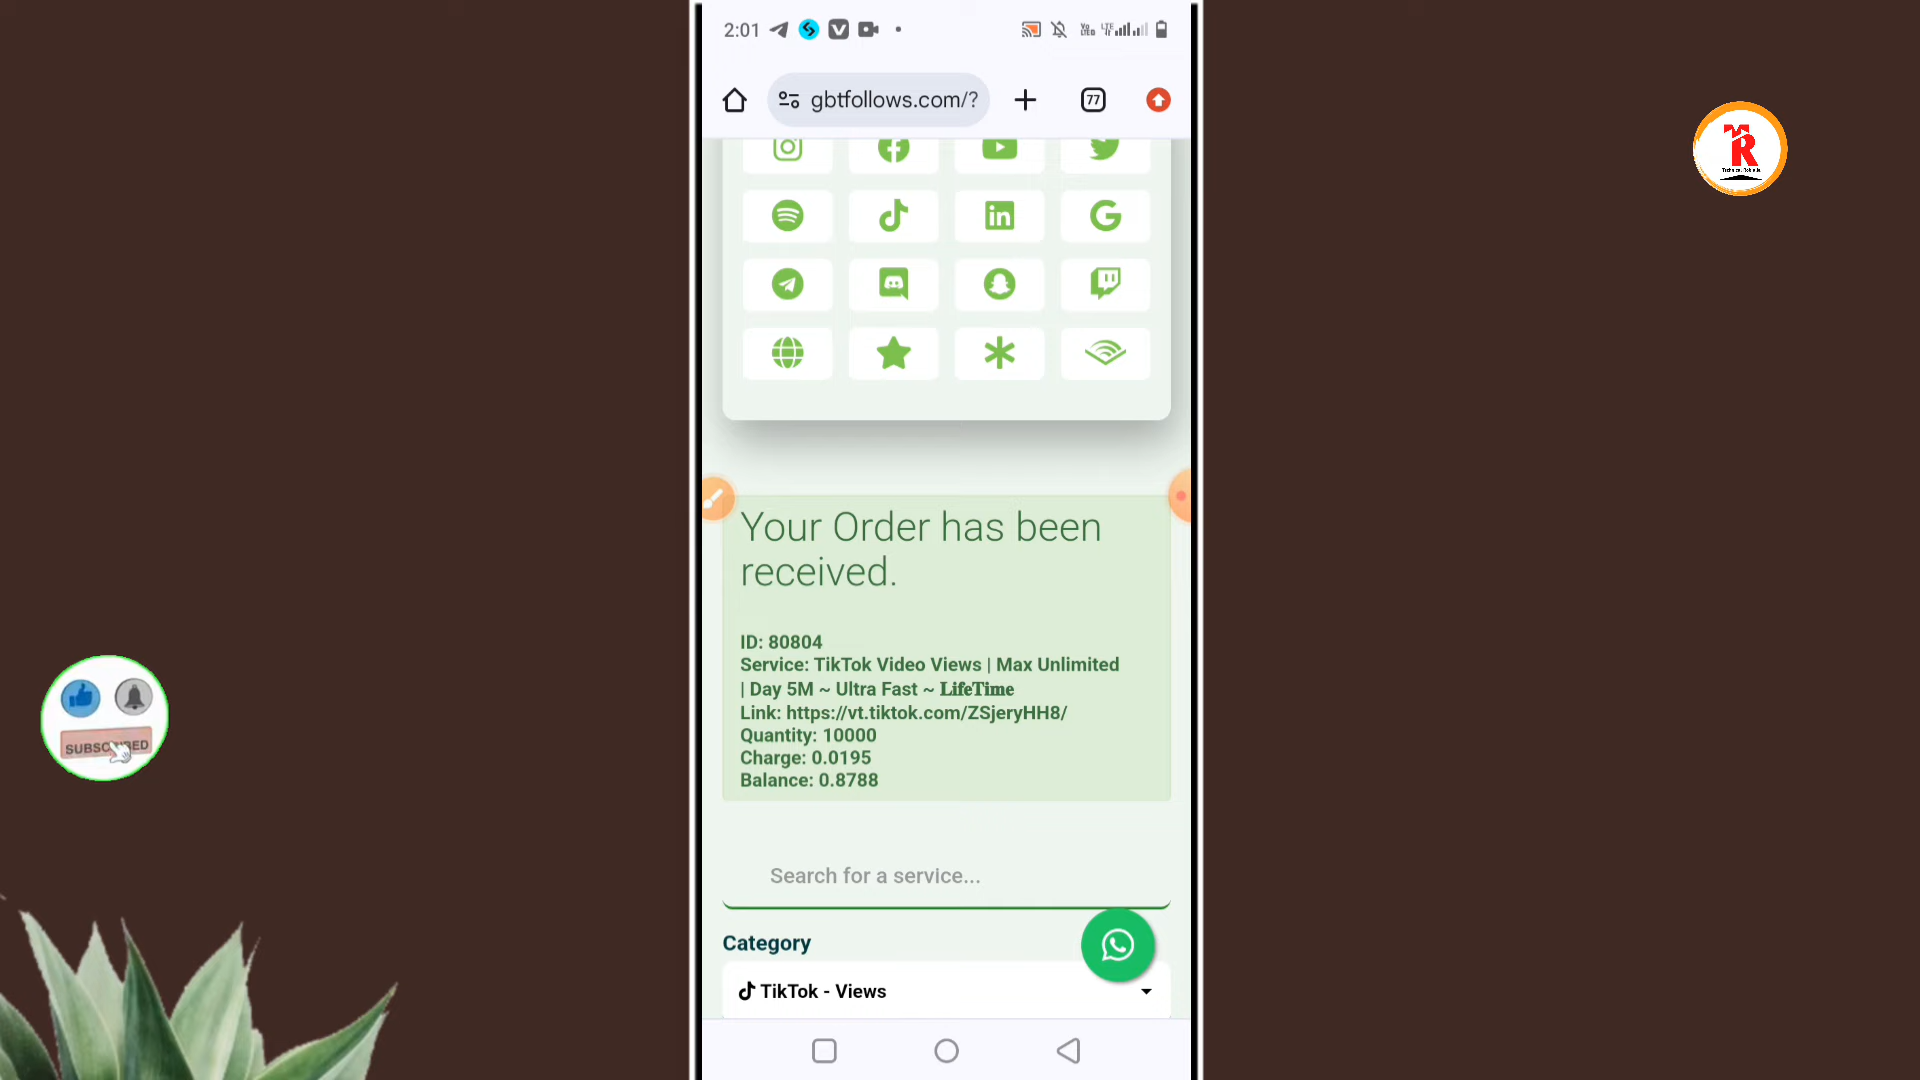 2:01
gbtfollows.com/?
77
Your Order has been
received.
ID: 80804
Service: TikTok Video Views | Max Unlimited
| Day 5M ~ Ultra Fast ~ 𝐋𝐢𝐟𝐞𝐓𝐢𝐦𝐞
Link: https://vt.tiktok.com/ZSjeryHH8/
Quantity: 10000
Charge: 0.0195
Balance: 0.8788
Search for a service...
Category
TikTok - Views
SUBSCRIBED